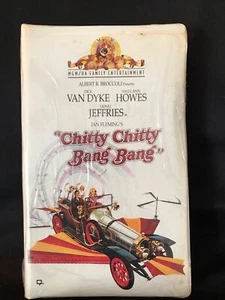 MGM/UA FAMILY ENTERTAINMENT
ALBERT R. BROCCOLI Presents
DICK SALLY ANN
VAN DYKE HOWES
LIONEL
JEFFRIES
IAN FLEMING'S
"Chitty Chitty
Bang Bang"